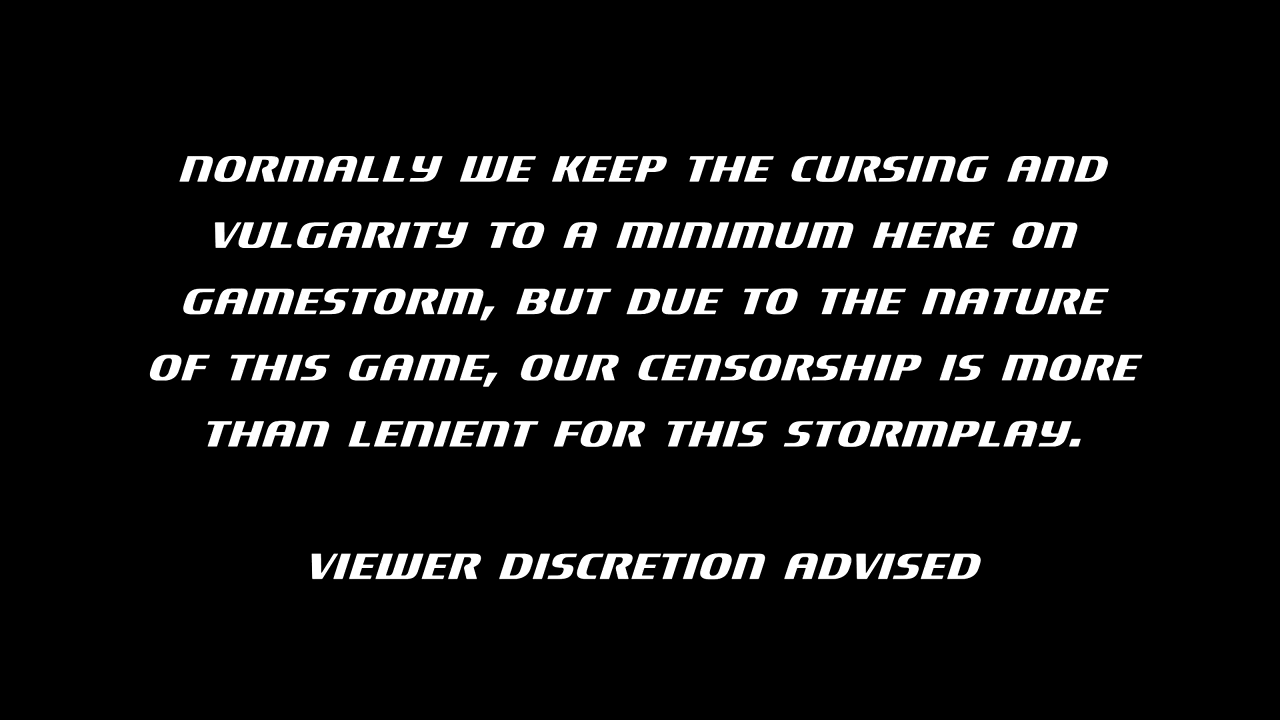 NORMALLY WE KEEP THE CURSING AND
VULGARITY TO A MINIMUM HERE ON
GAMESTORM, BUT DUE TO THE NATURE
OF THIS GAME, OUR CENSORSHIP IS MORE
THAN LENIENT FOR THIS STORMPLAY.
VIEWER DISCRETION ADVISED